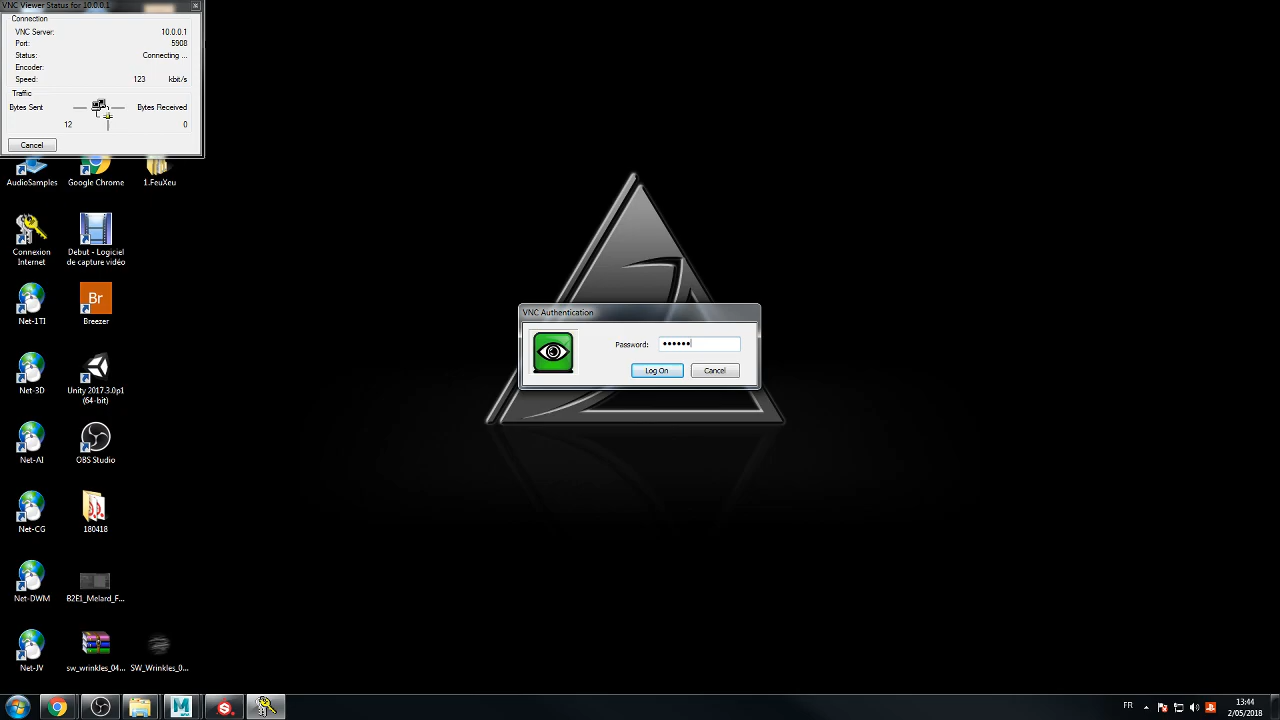 VNC Viewer Status for 10.0.0.1
Connection
VNC Server: 10.0.0.1
Port: 5908
Status: Connecting ...
Encoder:
Speed: 123 kbit/s
Traffic
Bytes Sent Bytes Received
12 0
Cancel
AudioSamples
Google Chrome
1.FeuXeu
Connexion
Internet
Debut - Logiciel
de capture vidéo
Net-1TI
Br
Breezer
Net-3D
Unity 2017.3.0p1
(64-bit)
Net-AI
OBS Studio
Net-CG
180418
Net-DWM
B2E1_Melard_F...
Net-JV
sw_wrinkles_04...
SW_Wrinkles_0...
VNC Authentication
Password: ••••••
Log On Cancel
M
S
FR
13:44
2/05/2018